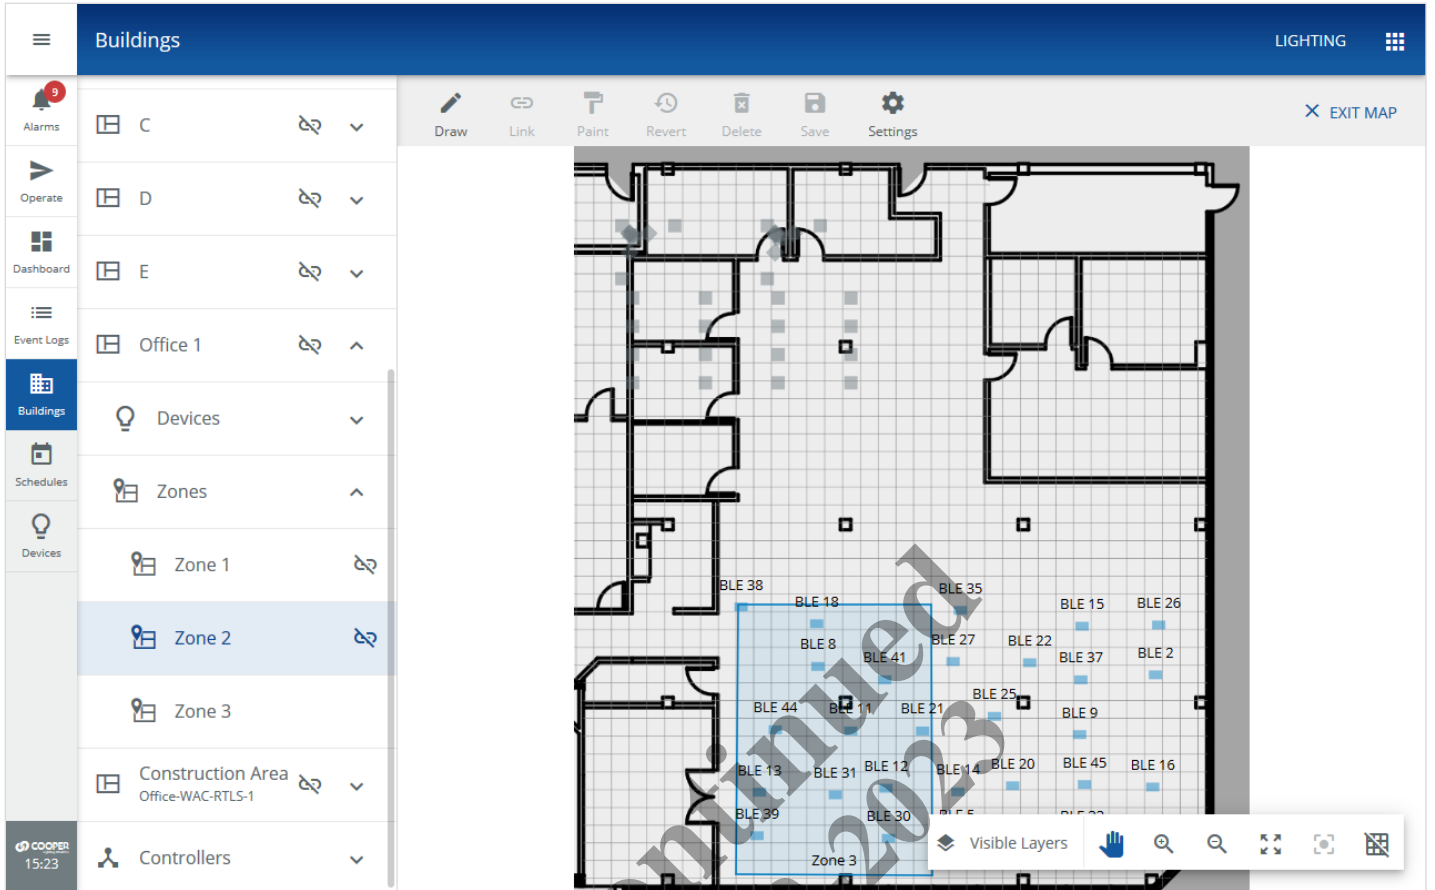 Buildings
LIGHTING
9
Alarms
Operate
Dashboard
Event Logs
Buildings
Schedules
Devices
COOPER
15:23
C
D
E
Office 1
Devices
Zones
Zone 1
Zone 2
Zone 3
Construction Area
Office-WAC-RTLS-1
Controllers
Draw
Link
Paint
Revert
Delete
Save
Settings
EXIT MAP
BLE 38
BLE 35
BLE 18
BLE 15
BLE 26
BLE 8
BLE 27
BLE 22
BLE 41
BLE 37
BLE 2
BLE 25
BLE 44
BLE 11
BLE 21
BLE 9
BLE 13
BLE 31
BLE 12
BLE 14
BLE 20
BLE 45
BLE 16
BLE 39
BLE 30
Zone 3
ontinued
2023
Visible Layers